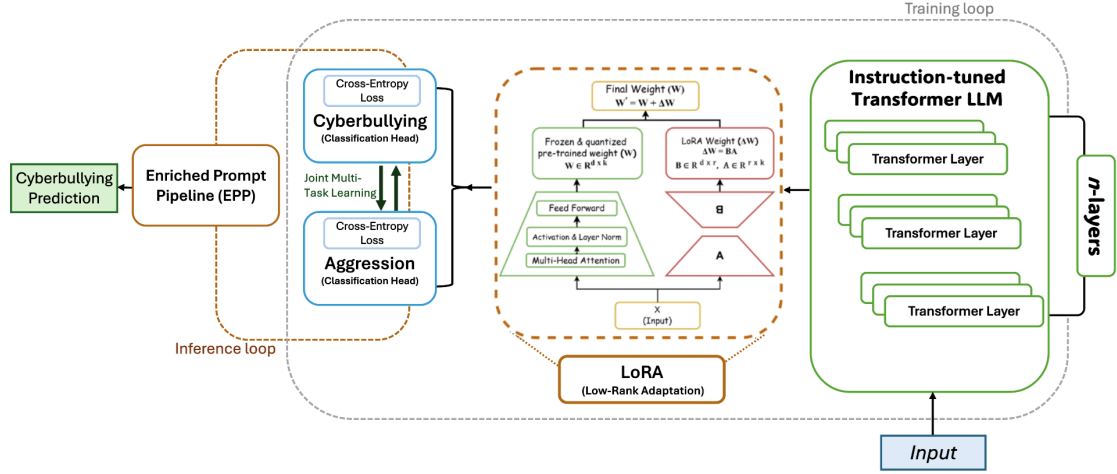 Training loop
Cross-Entropy
Loss
Cyberbullying
(Classification Head)
Joint Multi-
Task Learning
Cross-Entropy
Loss
Aggression
(Classification Head)
Cyberbullying
Prediction
Enriched Prompt
Pipeline (EPP)
Inference loop
Final Weight (W)
W' = W + ΔW
Frozen & quantized
pre-trained weight (W)
W ∈ R^{d x k}
LoRA Weight (ΔW)
ΔW = BA
B ∈ R^{d x r}, A ∈ R^{r x k}
Feed Forward
Activation & Layer Norm
Multi-Head Attention
B
A
X
(Input)
LoRA
(Low-Rank Adaptation)
Instruction-tuned
Transformer LLM
Transformer Layer
Transformer Layer
Transformer Layer
n-layers
Input